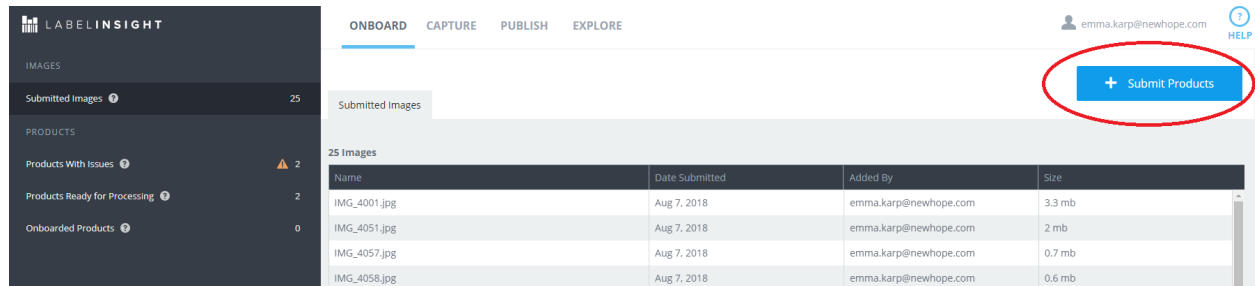 LABELINSIGHT
ONBOARD CAPTURE PUBLISH EXPLORE
emma.karp@newhope.com
?
HELP
IMAGES
Submitted Images ? 25
PRODUCTS
Products With Issues ? 2
Products Ready for Processing ? 2
Onboarded Products ? 0
+ Submit Products
Submitted Images
25 Images
Name Date Submitted Added By Size
IMG_4001.jpg Aug 7, 2018 emma.karp@newhope.com 3.3 mb
IMG_4051.jpg Aug 7, 2018 emma.karp@newhope.com 2 mb
IMG_4057.jpg Aug 7, 2018 emma.karp@newhope.com 0.7 mb
IMG_4058.jpg Aug 7, 2018 emma.karp@newhope.com 0.6 mb